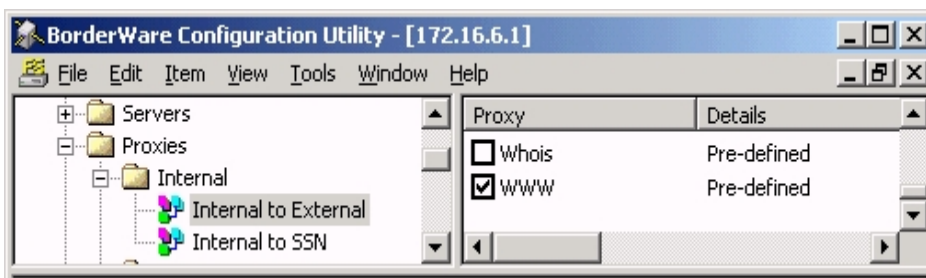 BorderWare Configuration Utility - [172.16.6.1]
File Edit Item View Tools Window Help
Servers
Proxies
Internal
Internal to External
Internal to SSN
Proxy Details
Whois Pre-defined
WWW Pre-defined